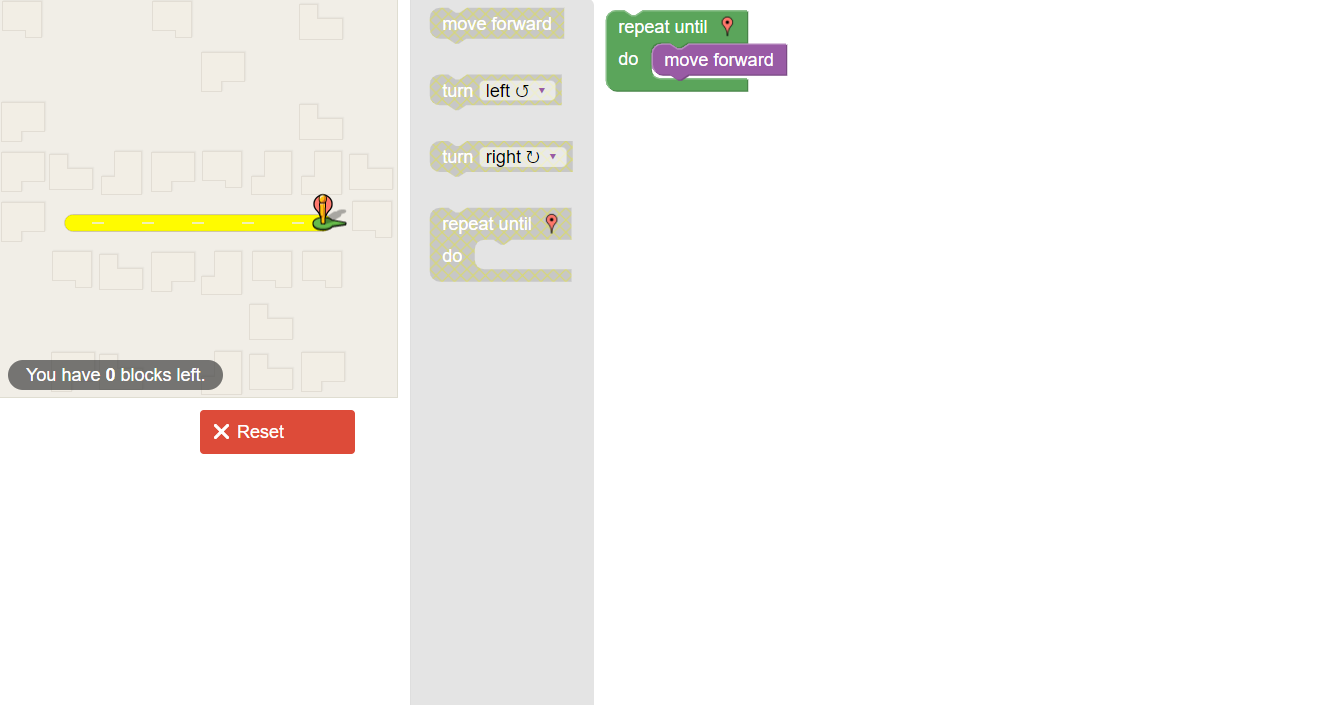 You have 0 blocks left.
Reset
move forward
turn left ↺ ▾
turn right ↻ ▾
repeat until
do
repeat until
do move forward